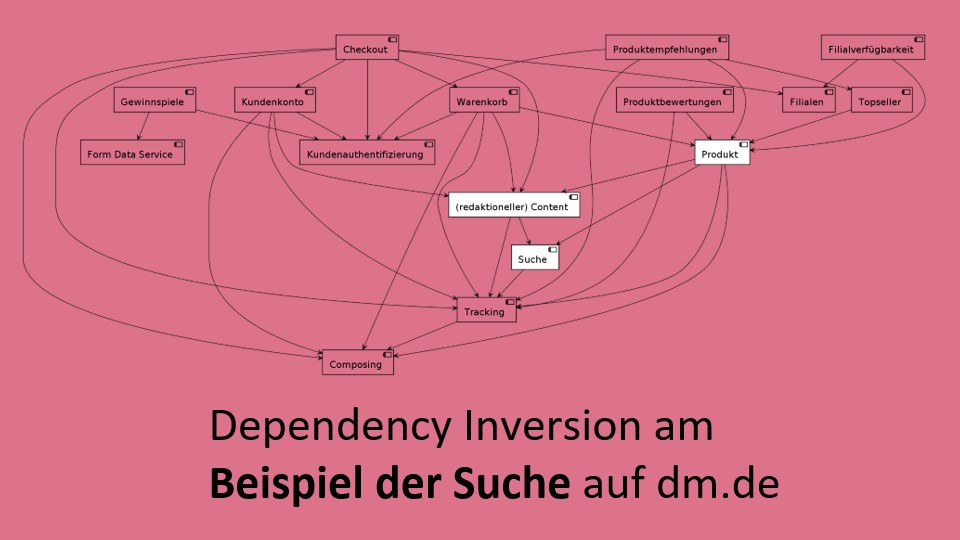 Checkout
Produktempfehlungen
Filialverfügbarkeit
Gewinnspiele
Kundenkonto
Warenkorb
Produktbewertungen
Filialen
Topseller
Form Data Service
Kundenauthentifizierung
Produkt
(redaktioneller) Content
Suche
Tracking
Composing
Dependency Inversion am
Beispiel der Suche auf dm.de